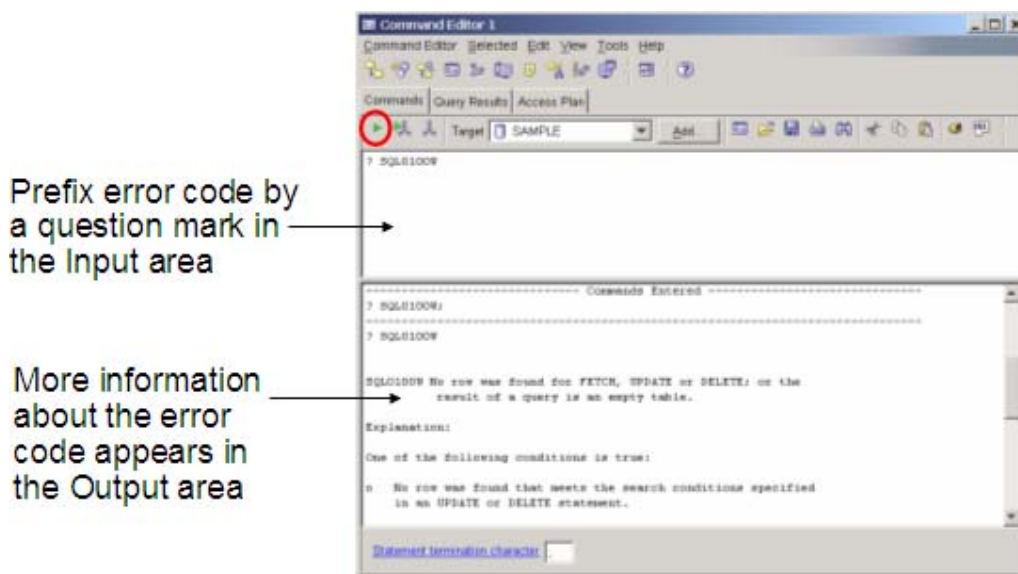 Command Editor 1
Command Editor Selected Edit View Tools Help
Commands Query Results Access Plan
Target SAMPLE Add...
? SQL0100W
Prefix error code by
a question mark in
the Input area
------------------------------ Commands Entered ------------------------------
? SQL0100W;
------------------------------------------------------------------------------
? SQL0100W
SQL0100W No row was found for FETCH, UPDATE or DELETE; or the
result of a query is an empty table.
More information
about the error
code appears in
the Output area
Explanation:
One of the following conditions is true:
o No row was found that meets the search conditions specified
in an UPDATE or DELETE statement.
Statement termination character